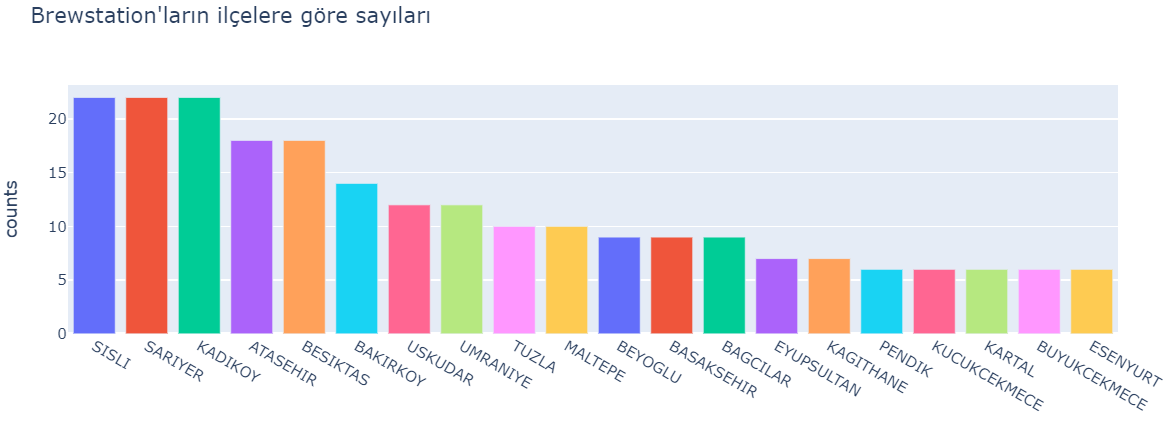 Brewstation'ların ilçelere göre sayıları
counts
20
15
10
5
0
SISLI
SARIYER
KADIKOY
ATASEHIR
BESIKTAS
BAKIRKOY
USKUDAR
UMRANIYE
TUZLA
MALTEPE
BEYOGLU
BASAKSEHIR
BAGCILAR
EYUPSULTAN
KAGITHANE
PENDIK
KUCUKCEKMECE
KARTAL
BUYUKCEKMECE
ESENYURT